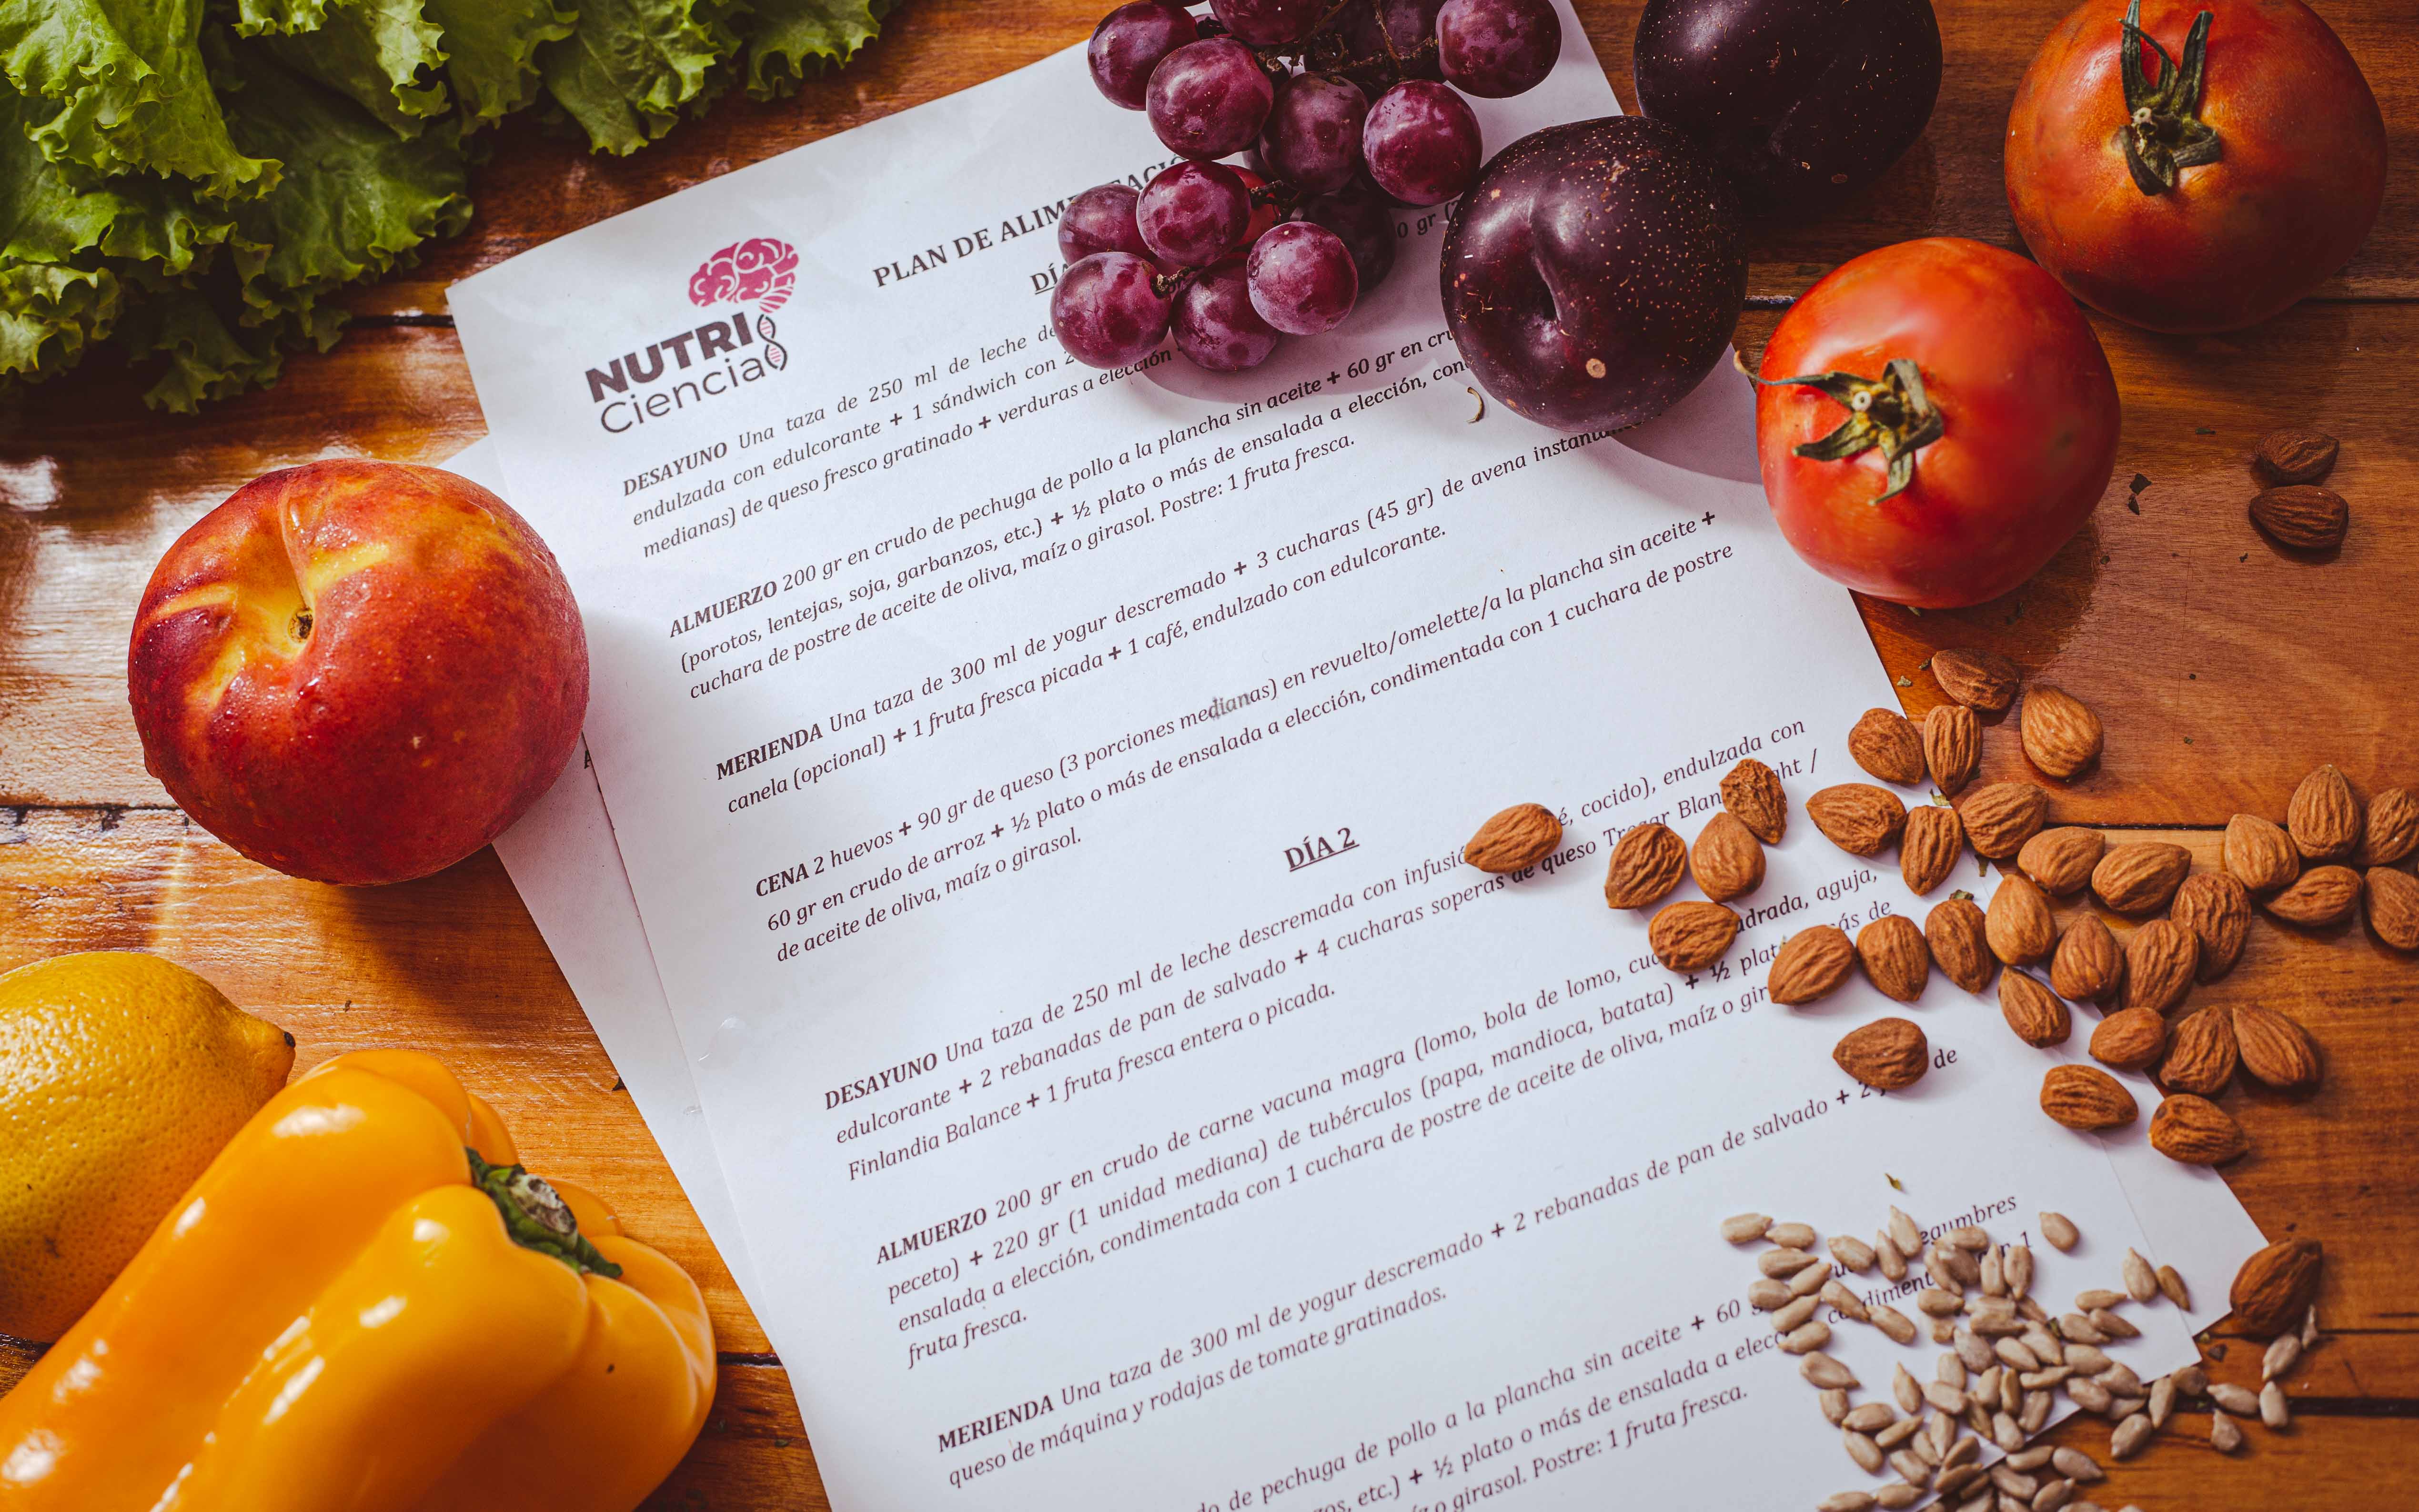 NUTRI
Ciencia
PLAN DE
DESAYUNO Una taza de 250 ml de leche
endulzada con edulcorante + 1 sándwich con
medianas) de queso fresco gratinado + verduras a elección
ALMUERZO 200 gr en crudo de pechuga de pollo a la plancha sin aceite + 60 gr en
(porotos, lentejas, soja, garbanzos, etc.) + ½ plato o más de ensalada a elección,
cuchara de postre de aceite de oliva, maíz o girasol. Postre: 1 fruta fresca.
MERIENDA Una taza de 300 ml de yogur descremado + 3 cucharas (45 gr) de avena
canela (opcional) + 1 fruta fresca picada + 1 café, endulzado con edulcorante.
CENA 2 huevos + 90 gr de queso (3 porciones medianas) en revuelto/omelette/a la plancha sin aceite +
60 gr en crudo de arroz + ½ plato o más de ensalada a elección, condimentada con 1 cuchara de postre
de aceite de oliva, maíz o girasol.
DÍA 2
DESAYUNO Una taza de 250 ml de leche descremada con cocido), endulzada con
edulcorante + 2 rebanadas de pan de salvado + 4 cucharas soperas de queso /
Finlandia Balance + 1 fruta fresca entera o picada.
ALMUERZO 200 gr en crudo de carne vacuna magra (lomo, bola de lomo, aguja,
peceto) + 220 gr (1 unidad mediana) de tubérculos (papa, mandioca, batata) + ½ de
ensalada a elección, condimentada con 1 cuchara de postre de aceite de oliva, maíz o
fruta fresca.
MERIENDA Una taza de 300 ml de yogur descremado + 2 rebanadas de pan de salvado + 2 de
queso de máquina y rodajas de tomate gratinados.
de pechuga de pollo a la plancha sin aceite + 60
etc.) + ½ plato o más de ensalada a 1
o girasol. Postre: 1 fruta fresca.